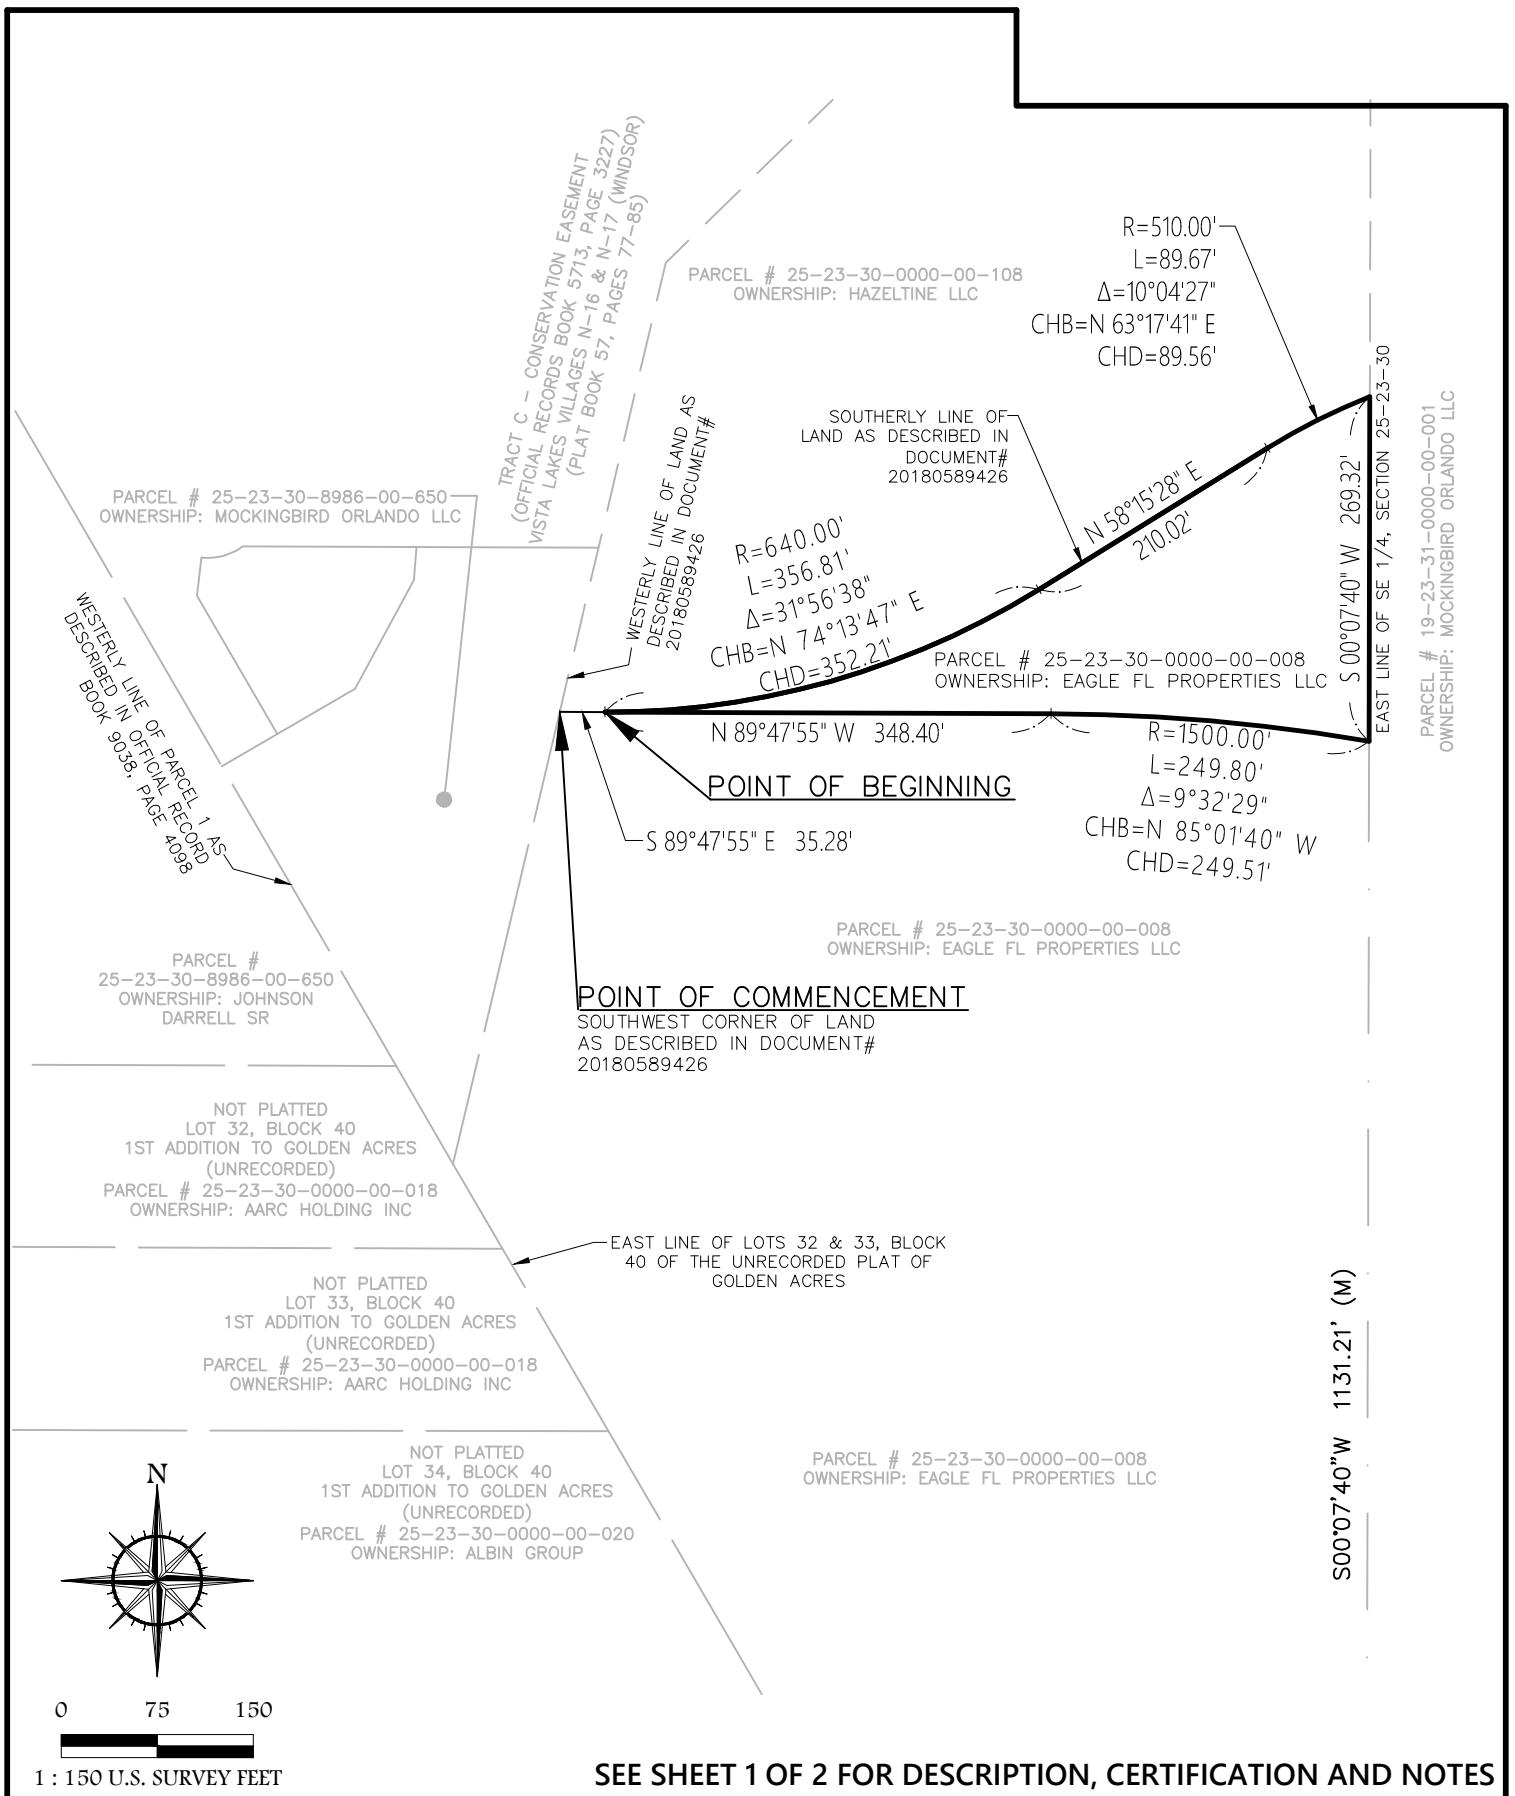 TRACT C – CONSERVATION EASEMENT
(OFFICIAL RECORDS BOOK 5713, PAGE 3227)
VISTA LAKES VILLAGES N–16 & N–17 (WINDSOR)
(PLAT BOOK 57, PAGES 77–85)
PARCEL # 25–23–30–0000–00–108
OWNERSHIP: HAZELTINE LLC
R=510.00'
L=89.67'
Δ=10°04'27"
CHB=N 63°17'41" E
CHD=89.56'
SOUTHERLY LINE OF
LAND AS DESCRIBED IN
DOCUMENT#
20180589426
WESTERLY LINE OF LAND AS
DESCRIBED IN DOCUMENT#
20180589426
PARCEL # 25–23–30–8986–00–650
OWNERSHIP: MOCKINGBIRD ORLANDO LLC
R=640.00'
L=356.81'
Δ=31°56'38"
CHB=N 74°13'47" E
CHD=352.21'
N 58°15'28" E
210.02'
S 00°07'40" W 269.32'
EAST LINE OF SE 1/4, SECTION 25–23–30
PARCEL # 19–23–31–0000–00–001
OWNERSHIP: MOCKINGBIRD ORLANDO LLC
PARCEL # 25–23–30–0000–00–008
OWNERSHIP: EAGLE FL PROPERTIES LLC
WESTERLY LINE OF PARCEL 1 AS
DESCRIBED IN OFFICIAL RECORD
BOOK 9038, PAGE 4098
N 89°47'55" W 348.40'
R=1500.00'
L=249.80'
Δ=9°32'29"
CHB=N 85°01'40" W
CHD=249.51'
POINT OF BEGINNING
S 89°47'55" E 35.28'
PARCEL # 25–23–30–0000–00–008
OWNERSHIP: EAGLE FL PROPERTIES LLC
PARCEL #
25–23–30–8986–00–650
OWNERSHIP: JOHNSON
DARRELL SR
POINT OF COMMENCEMENT
SOUTHWEST CORNER OF LAND
AS DESCRIBED IN DOCUMENT#
20180589426
NOT PLATTED
LOT 32, BLOCK 40
1ST ADDITION TO GOLDEN ACRES
(UNRECORDED)
PARCEL # 25–23–30–0000–00–018
OWNERSHIP: AARC HOLDING INC
EAST LINE OF LOTS 32 & 33, BLOCK
40 OF THE UNRECORDED PLAT OF
GOLDEN ACRES
NOT PLATTED
LOT 33, BLOCK 40
1ST ADDITION TO GOLDEN ACRES
(UNRECORDED)
PARCEL # 25–23–30–0000–00–018
OWNERSHIP: AARC HOLDING INC
S00°07'40"W 1131.21' (M)
NOT PLATTED
LOT 34, BLOCK 40
1ST ADDITION TO GOLDEN ACRES
(UNRECORDED)
PARCEL # 25–23–30–0000–00–020
OWNERSHIP: ALBIN GROUP
PARCEL # 25–23–30–0000–00–008
OWNERSHIP: EAGLE FL PROPERTIES LLC
N
0 75 150
1 : 150 U.S. SURVEY FEET
SEE SHEET 1 OF 2 FOR DESCRIPTION, CERTIFICATION AND NOTES